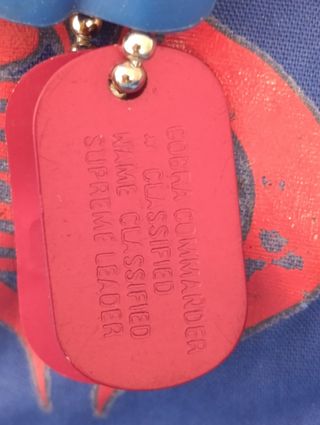 COBRA COMMANDER
# CLASSIFIED
NAME CLASSIFIED
SUPREME LEADER